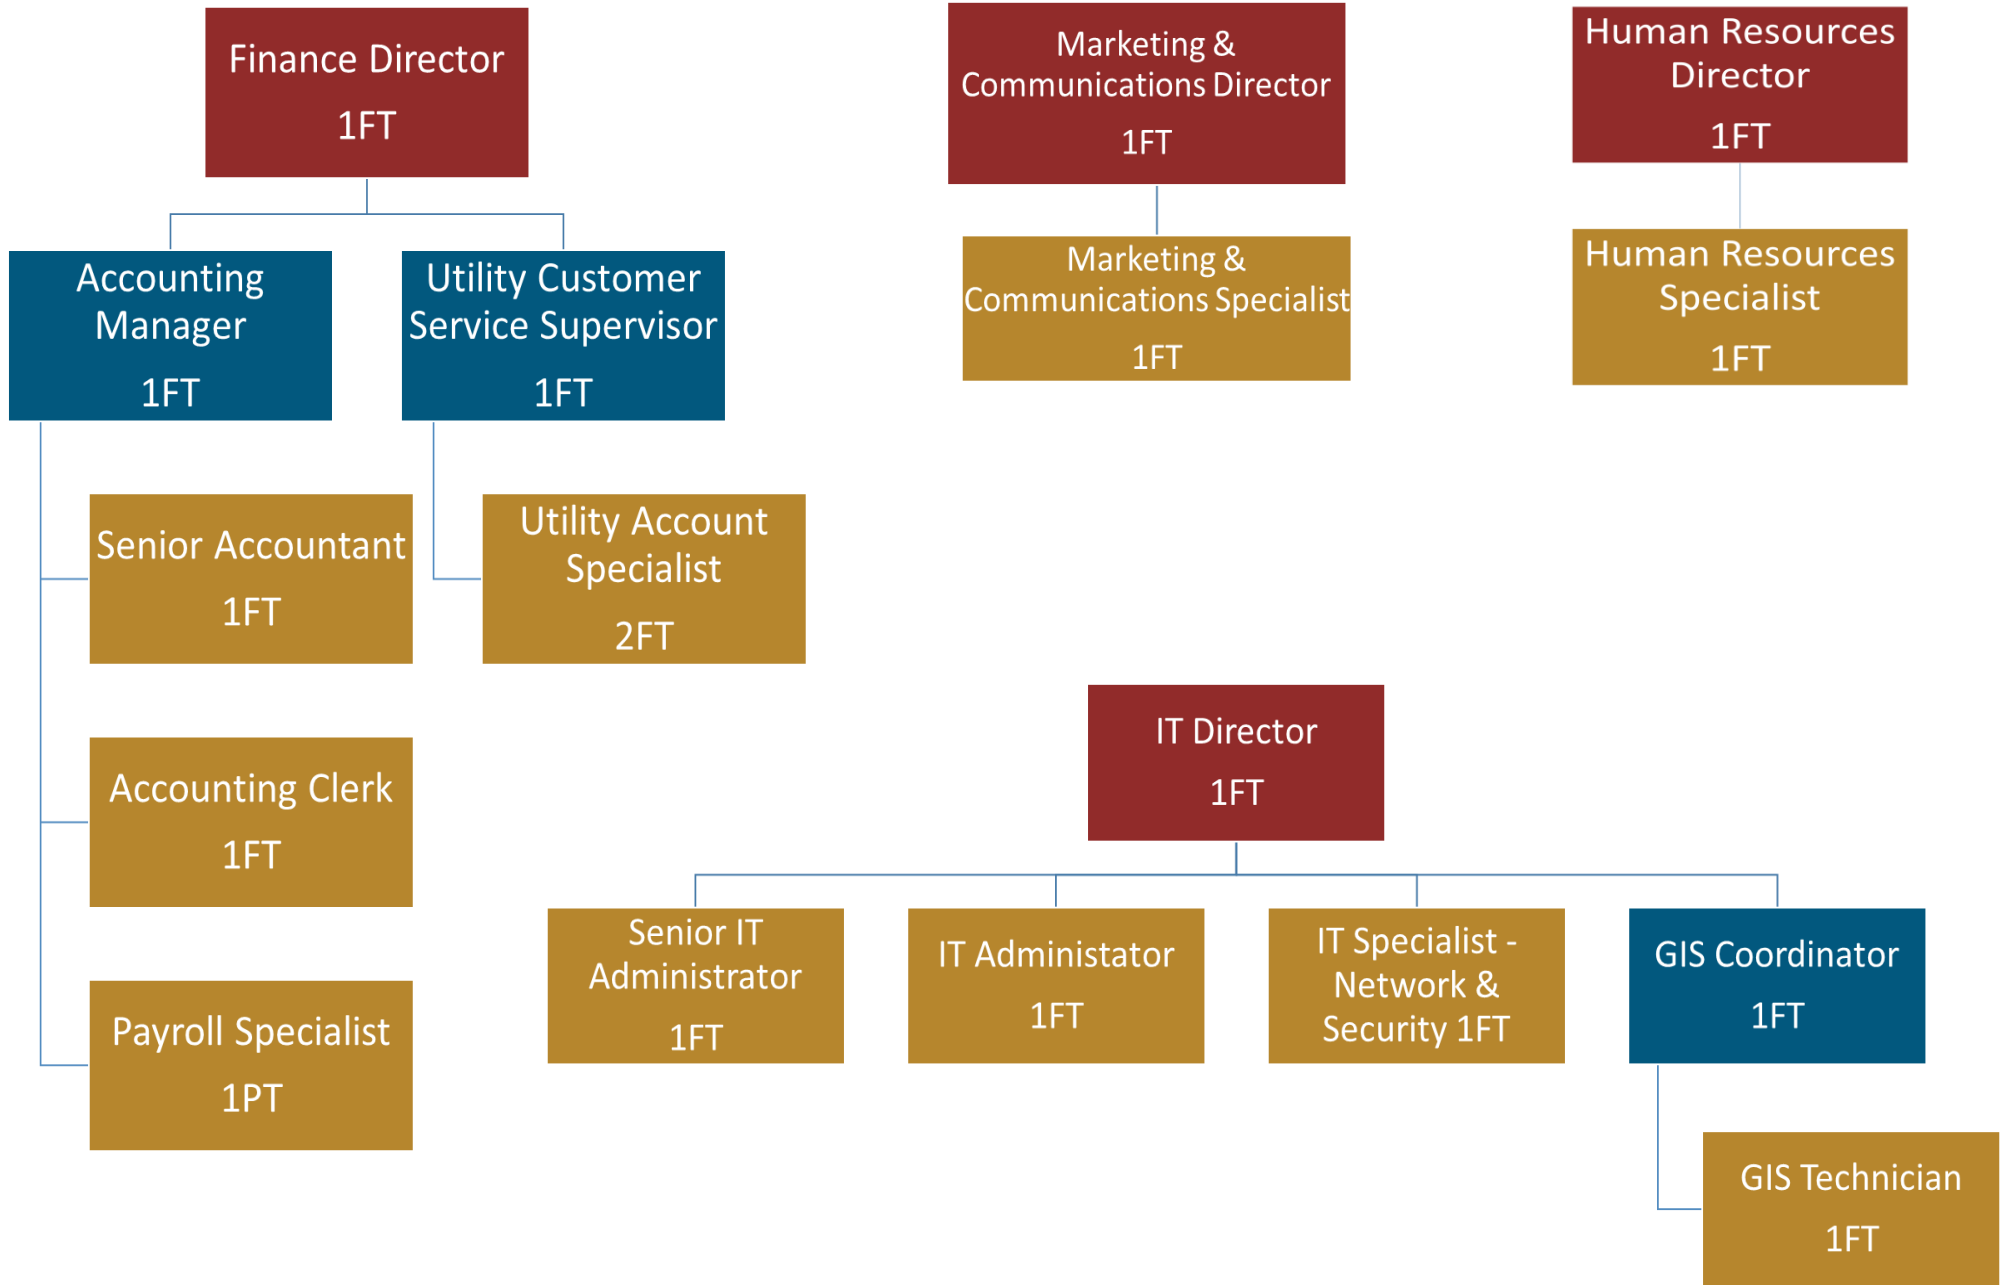 Finance Director
1FT
Accounting
Manager
1FT
Utility Customer
Service Supervisor
1FT
Senior Accountant
1FT
Accounting Clerk
1FT
Payroll Specialist
1PT
Utility Account
Specialist
2FT
Marketing &
Communications Director
1FT
Marketing &
Communications Specialist
1FT
Human Resources
Director
1FT
Human Resources
Specialist
1FT
IT Director
1FT
Senior IT
Administrator
1FT
IT Administator
1FT
IT Specialist -
Network &
Security 1FT
GIS Coordinator
1FT
GIS Technician
1FT